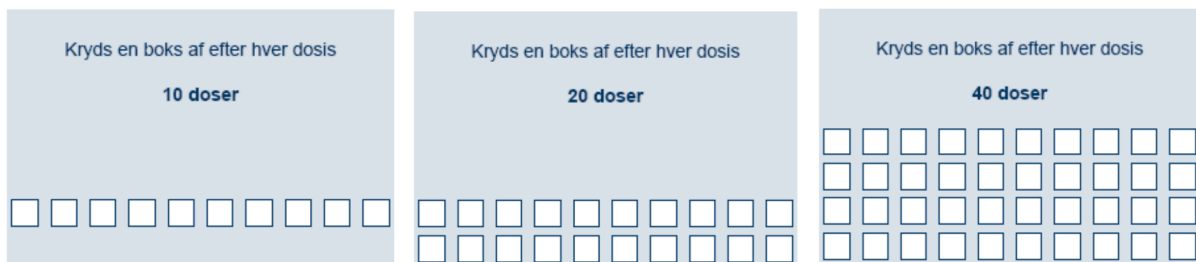 Kryds en boks af efter hver dosis
10 doser
Kryds en boks af efter hver dosis
20 doser
Kryds en boks af efter hver dosis
40 doser